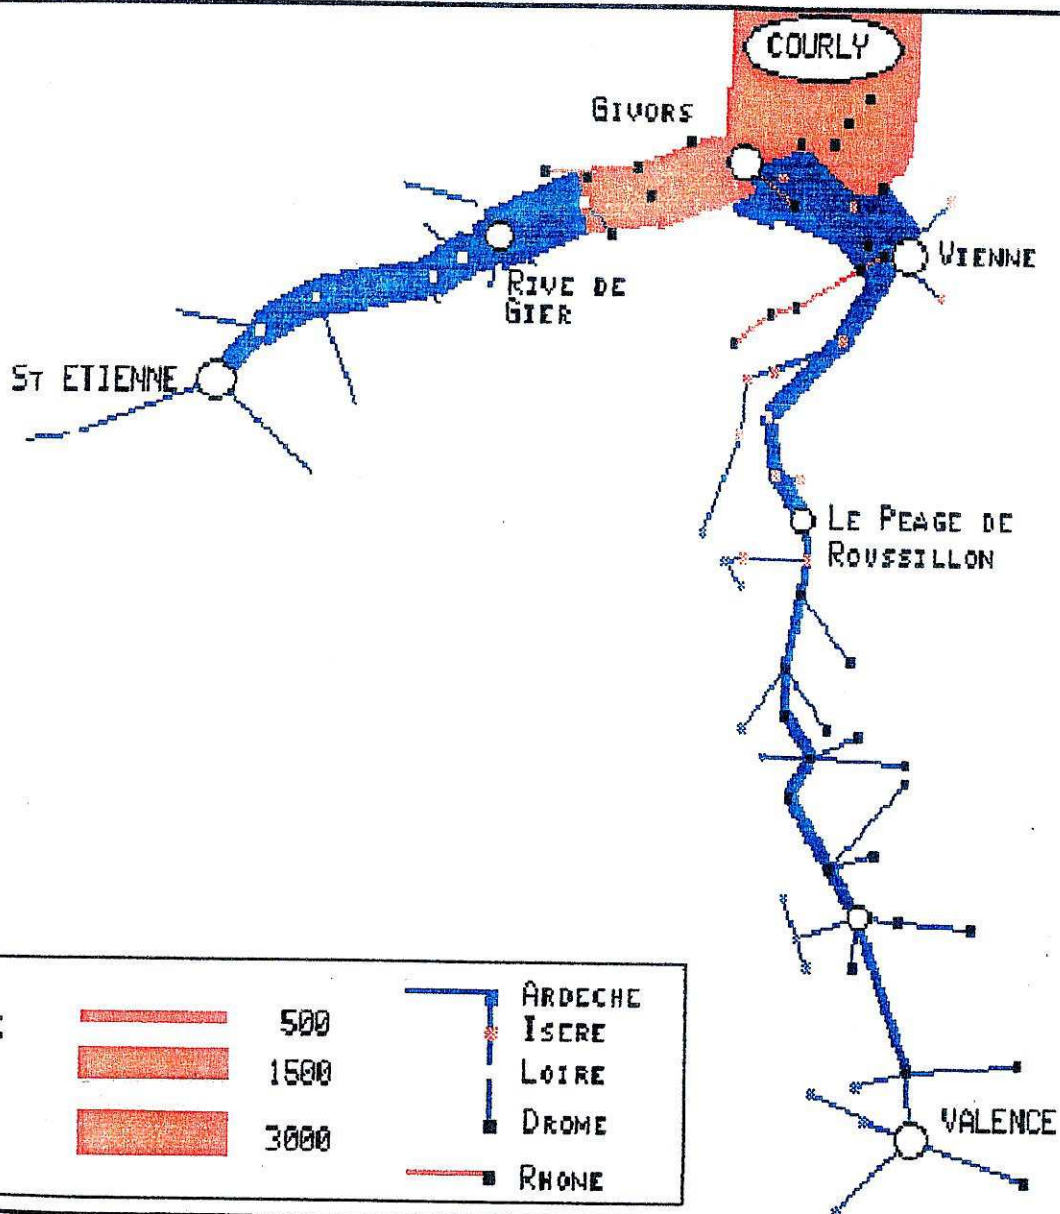 COURLY
GIVORS
VIENNE
RIVE DE
GIER
ST ETIENNE
LE PEAGE DE
ROUSSILLON
500
1500
3000
ARDECHE
ISERE
LOIRE
DROME
RHONE
VALENCE